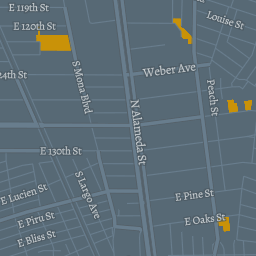 E 119th St
Louise St
E 120th St
Weber Ave
24th St
S Mona Blvd
Peach St
N Alameda St
E 130th St
S Largo Ave
E Lucien St
E Pine St
E Piru St
E Oaks St
E Bliss St